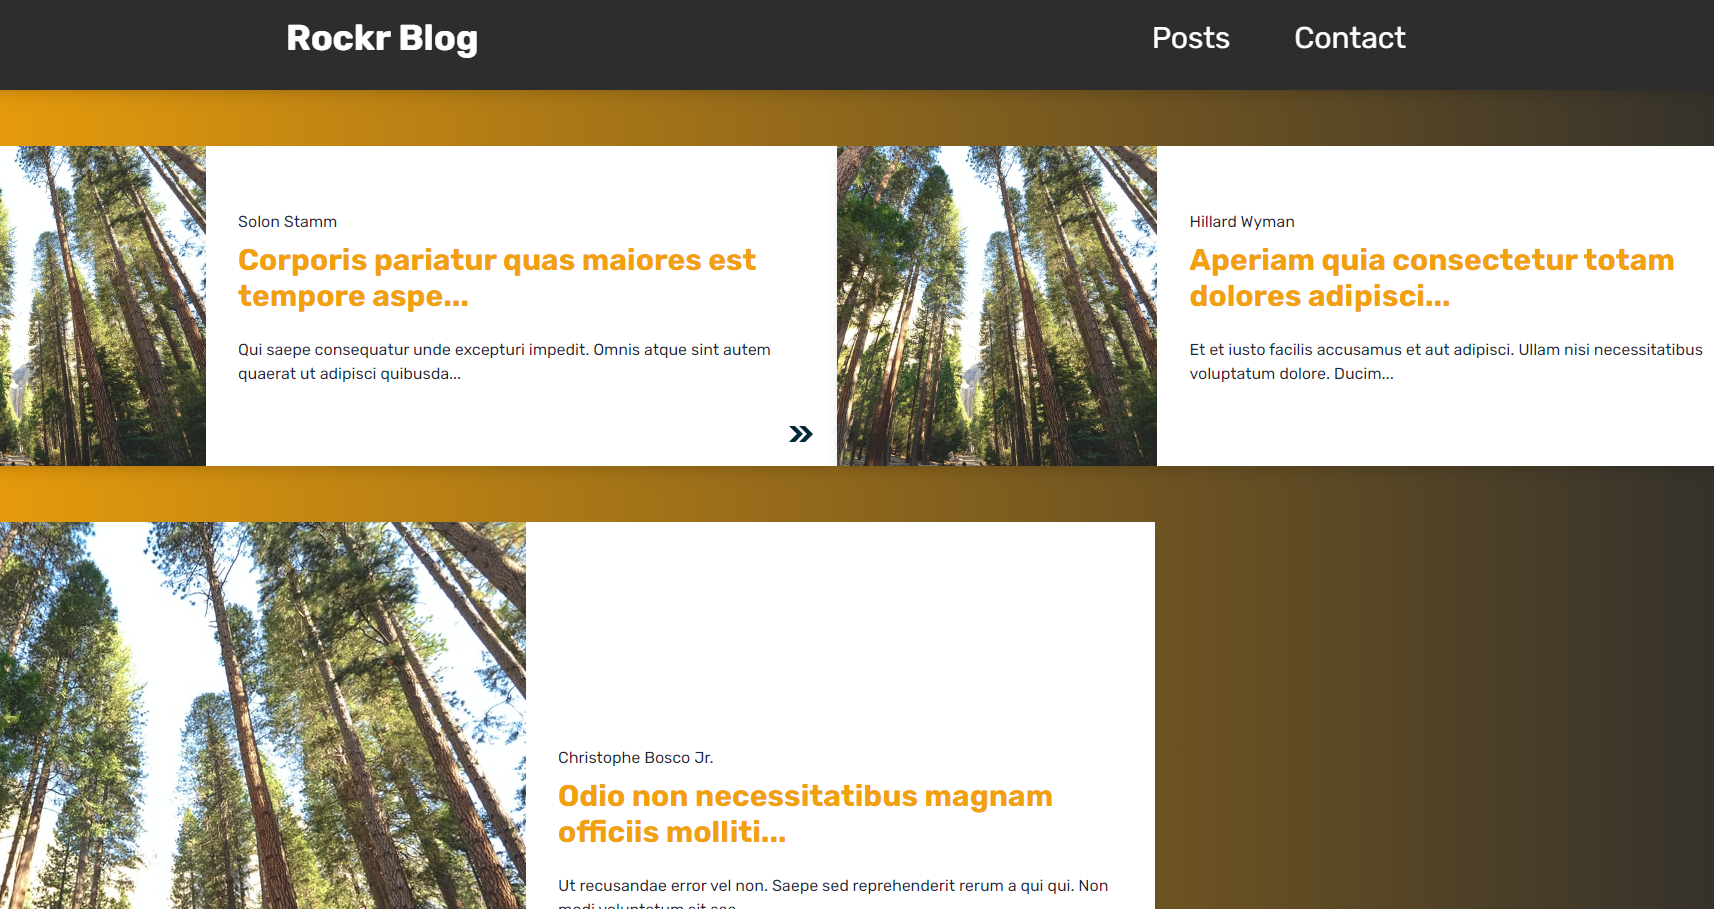 Rockr Blog
Posts
Contact
Solon Stamm
Corporis pariatur quas maiores est
tempore aspe...
Qui saepe consequatur unde excepturi impedit. Omnis atque sint autem
quaerat ut adipisci quibusda...
Hillard Wyman
Aperiam quia consectetur totam
dolores adipisci...
Et et iusto facilis accusamus et aut adipisci. Ullam nisi necessitatibus
voluptatum dolore. Ducim...
Christophe Bosco Jr.
Odio non necessitatibus magnam
officiis molliti...
Ut recusandae error vel non. Saepe sed reprehenderit rerum a qui qui. Non
modi voluptatum sit